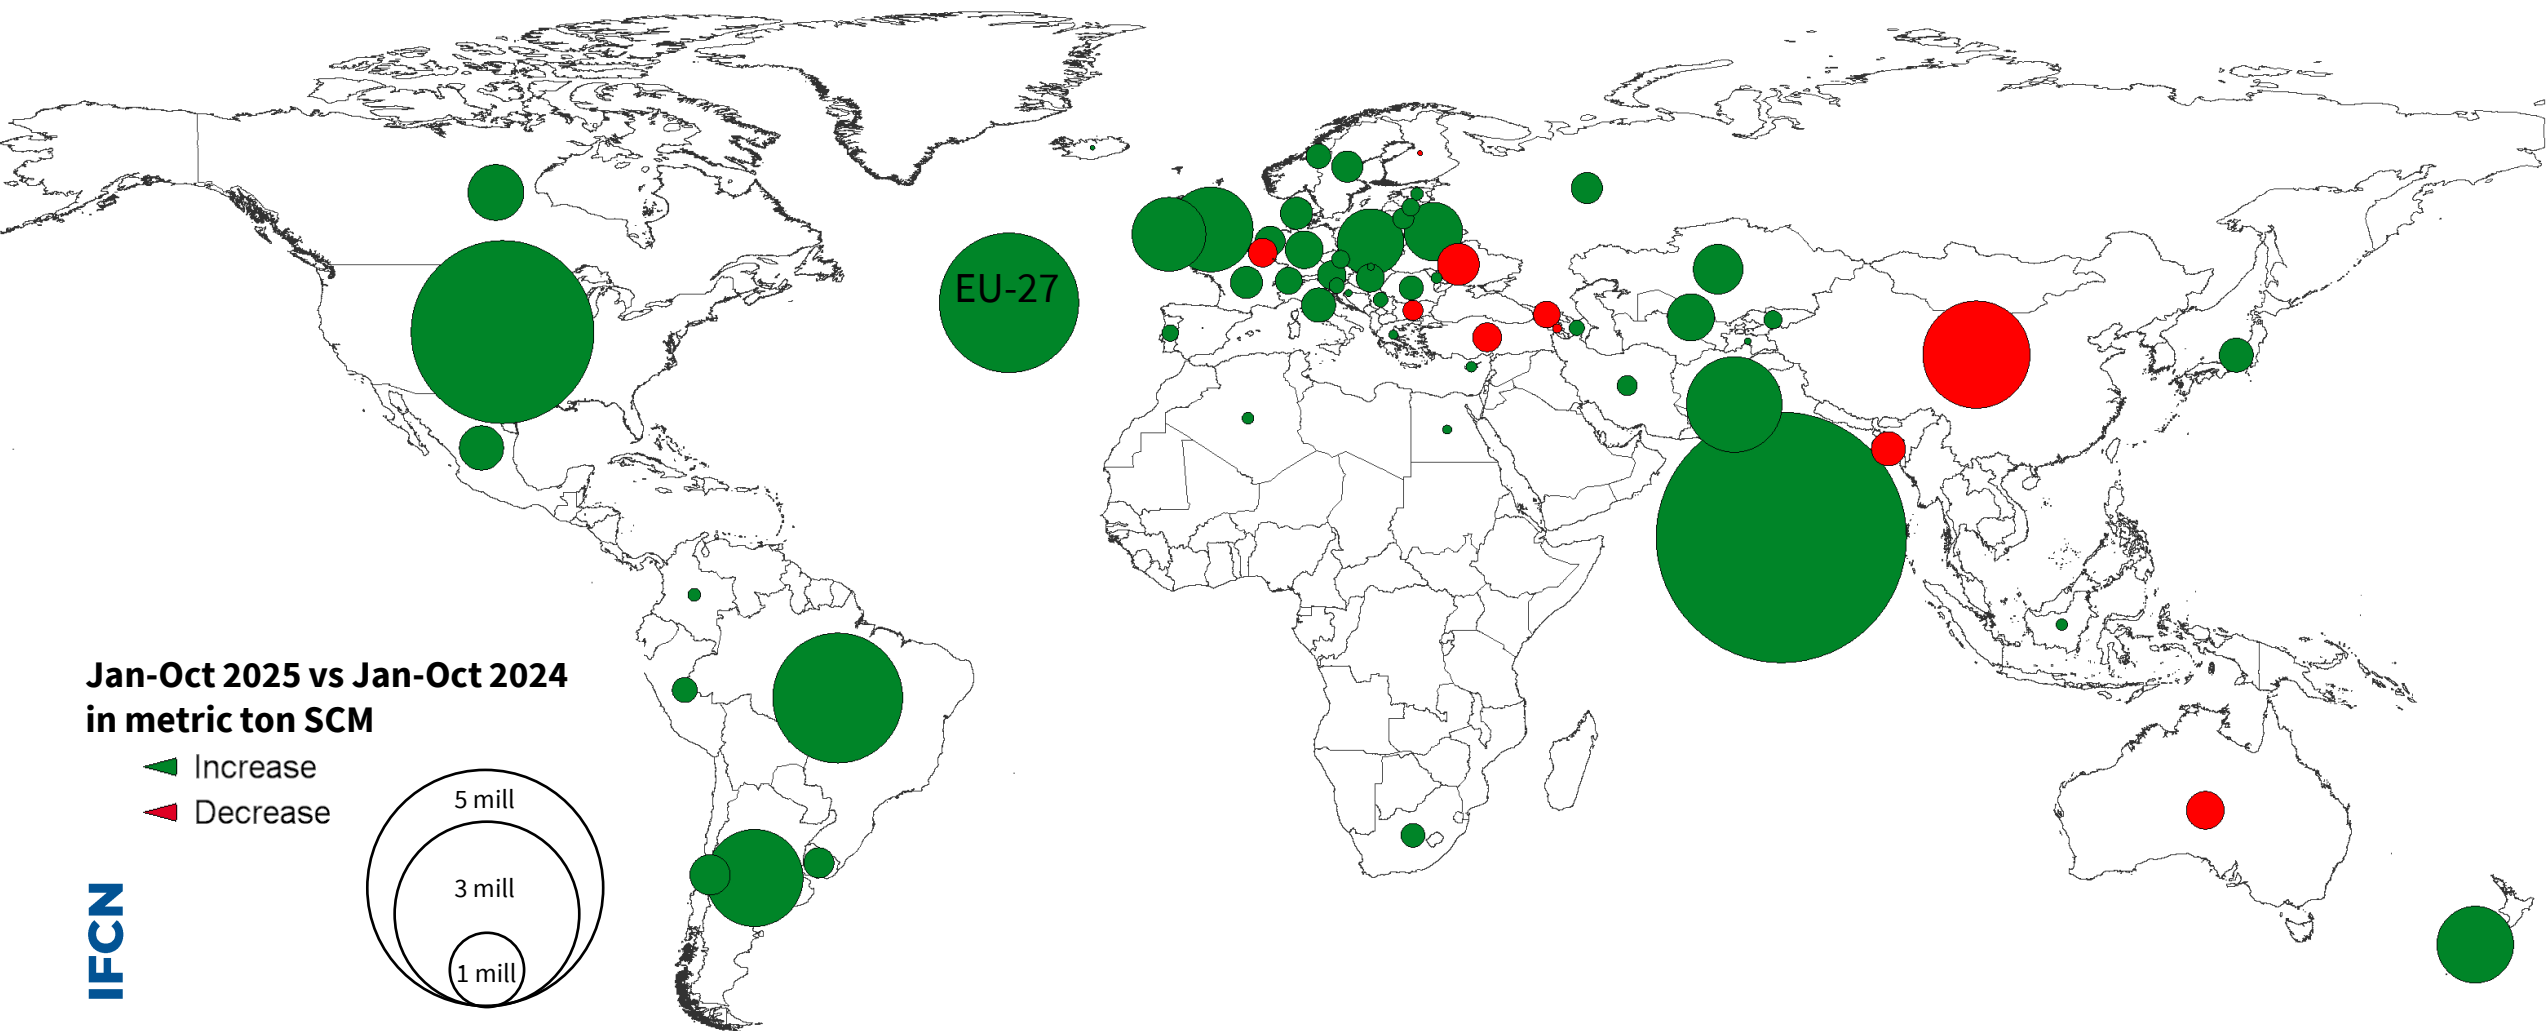 EU-27
Jan-Oct 2025 vs Jan-Oct 2024
in metric ton SCM
Increase
Decrease
5 mill
3 mill
1 mill
IFCN